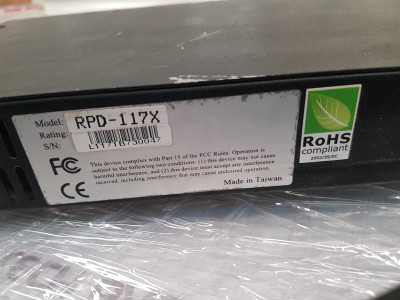 Model: RPD-117X
Rating:
S/N:
FC
CE
This device complies with Part 15 of the FCC Rules. Operation is
subject to the following two conditions: (1) this device may not cause
harmful interference, and (2) this device must accept any interference
received, including interference that may cause undesired operation.
Made in Taiwan
RoHS
compliant
2002/95/EC